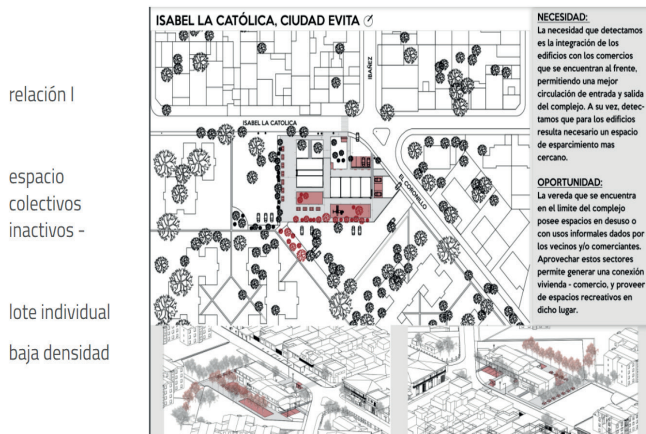 relación I
espacio
colectivos
inactivos -
lote individual
baja densidad
ISABEL LA CATÓLICA, CIUDAD EVITA
IBAÑEZ
ISABEL LA CATOLICA
EL CORONILLO
NECESIDAD:
La necesidad que detectamos
es la integración de los
edificios con los comercios
que se encuentran al frente,
permitiendo una mejor
circulación de entrada y salida
del complejo. A su vez, detec-
tamos que para los edificios
resulta necesario un espacio
de esparcimiento mas
cercano.
OPORTUNIDAD:
La vereda que se encuentra
en el limite del complejo
posee espacios en desuso o
con usos informales dados por
los vecinos y/o comerciantes.
Aprovechar estos sectores
permite generar una conexión
vivienda - comercio, y proveer
de espacios recreativos en
dicho lugar.